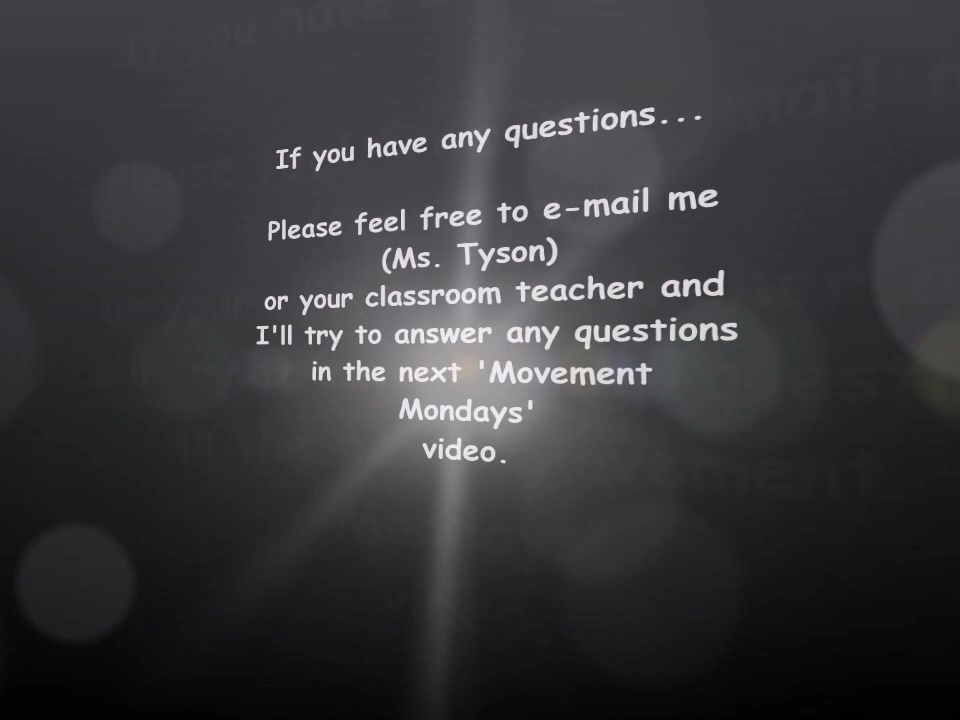 If you have any questions...
Please feel free to e-mail me
(Ms. Tyson)
or your classroom teacher and
I'll try to answer any questions
in the next 'Movement
Mondays'
video.